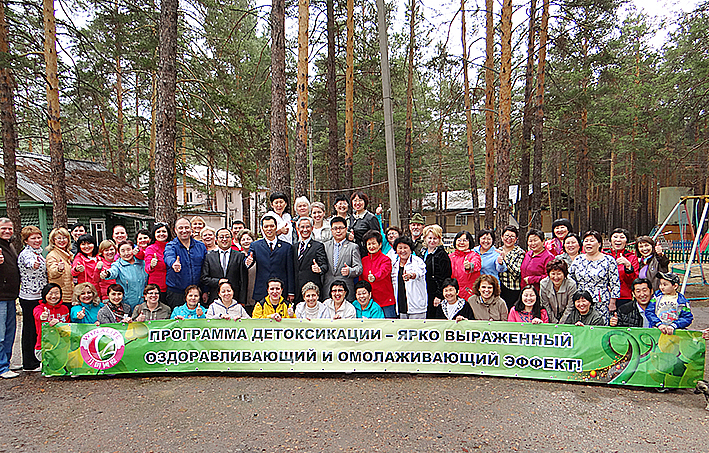 ПРОГРАММА ДЕТОКСИКАЦИИ – ЯРКО ВЫРАЖЕННЫЙ
ОЗДОРАВЛИВАЮЩИЙ И ОМОЛАЖИВАЮЩИЙ ЭФФЕКТ!